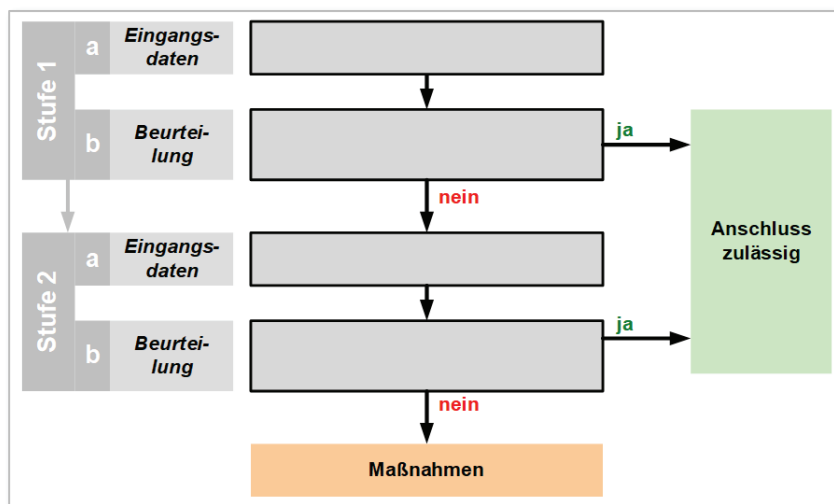 Stufe 1
a
Eingangs-
daten
b
Beurtei-
lung
ja
nein
Stufe 2
a
Eingangs-
daten
b
Beurtei-
lung
ja
nein
Anschluss
zulässig
Maßnahmen